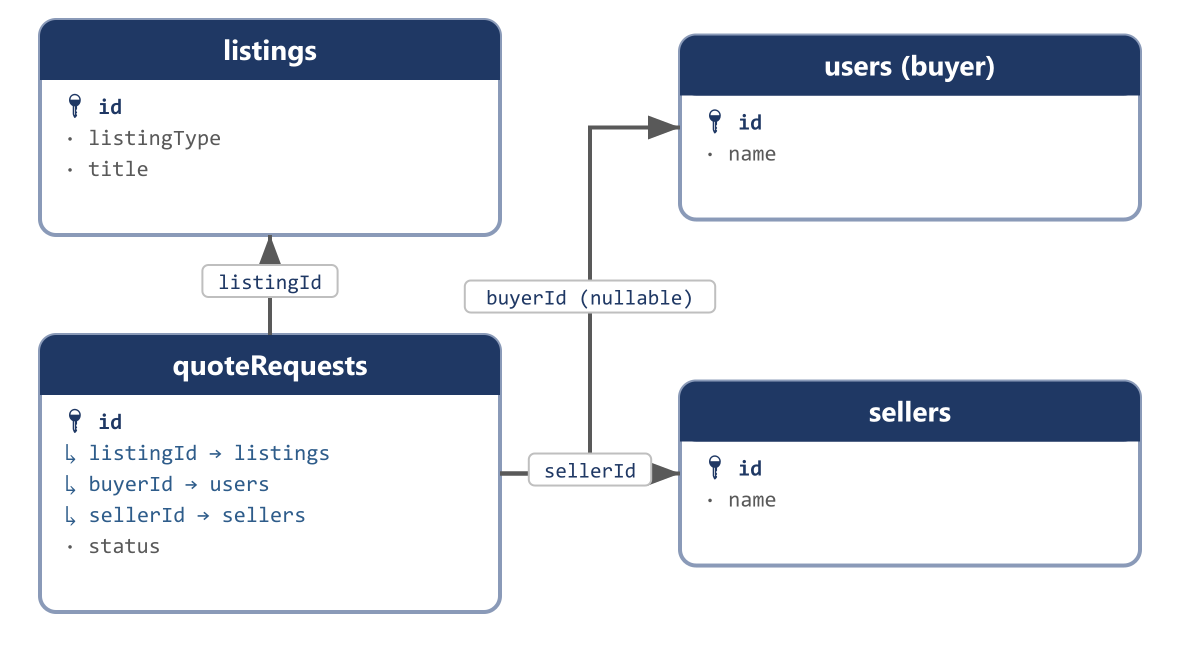 listings
id
· listingType
· title
listingId
quoteRequests
id
↳ listingId → listings
↳ buyerId → users
↳ sellerId → sellers
· status
users (buyer)
id
· name
buyerId (nullable)
sellerId
sellers
id
· name